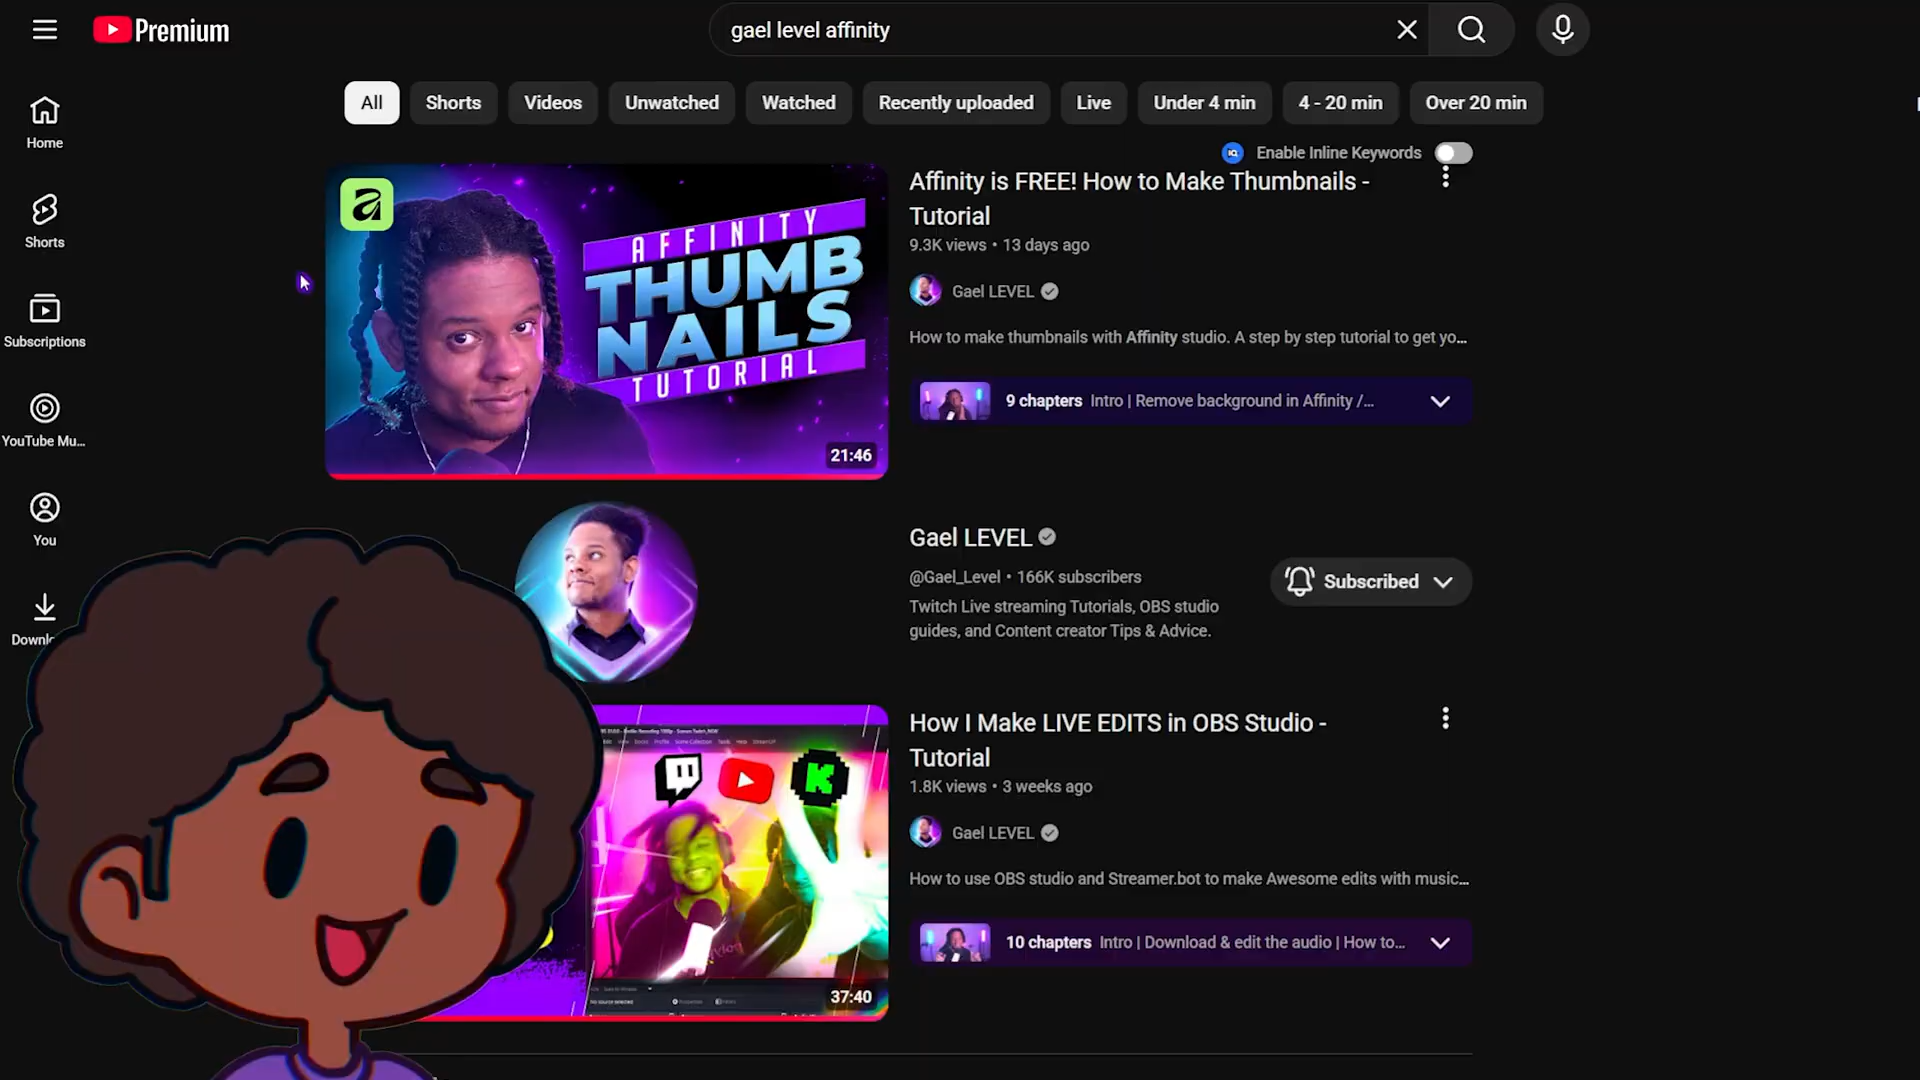 Premium
gael level affinity
All
Shorts
Videos
Unwatched
Watched
Recently uploaded
Live
Under 4 min
4 - 20 min
Over 20 min
Home
Shorts
Subscriptions
YouTube Mu...
You
Enable Inline Keywords
AFFINITY
THUMB
NAILS
TUTORIAL
21:46
Affinity is FREE! How to Make Thumbnails -
Tutorial
9.3K views • 13 days ago
Gael LEVEL
How to make thumbnails with Affinity studio. A step by step tutorial to get yo...
9 chapters Intro | Remove background in Affinity /...
Gael LEVEL
@Gael_Level • 166K subscribers
Twitch Live streaming Tutorials, OBS studio
guides, and Content creator Tips & Advice.
Subscribed
K
37:40
How I Make LIVE EDITS in OBS Studio -
Tutorial
1.8K views • 3 weeks ago
Gael LEVEL
How to use OBS studio and Streamer.bot to make Awesome edits with music...
10 chapters Intro | Download & edit the audio | How to...